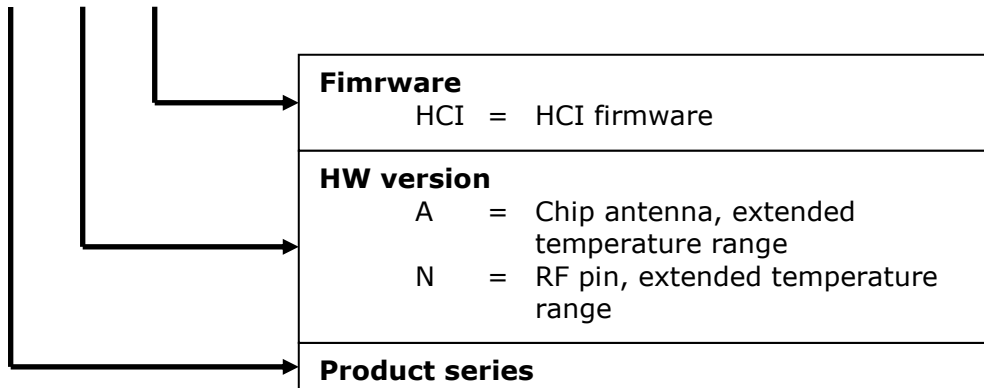 Fimrware
HCI = HCI firmware
HW version
A = Chip antenna, extended
temperature range
N = RF pin, extended temperature
range
Product series